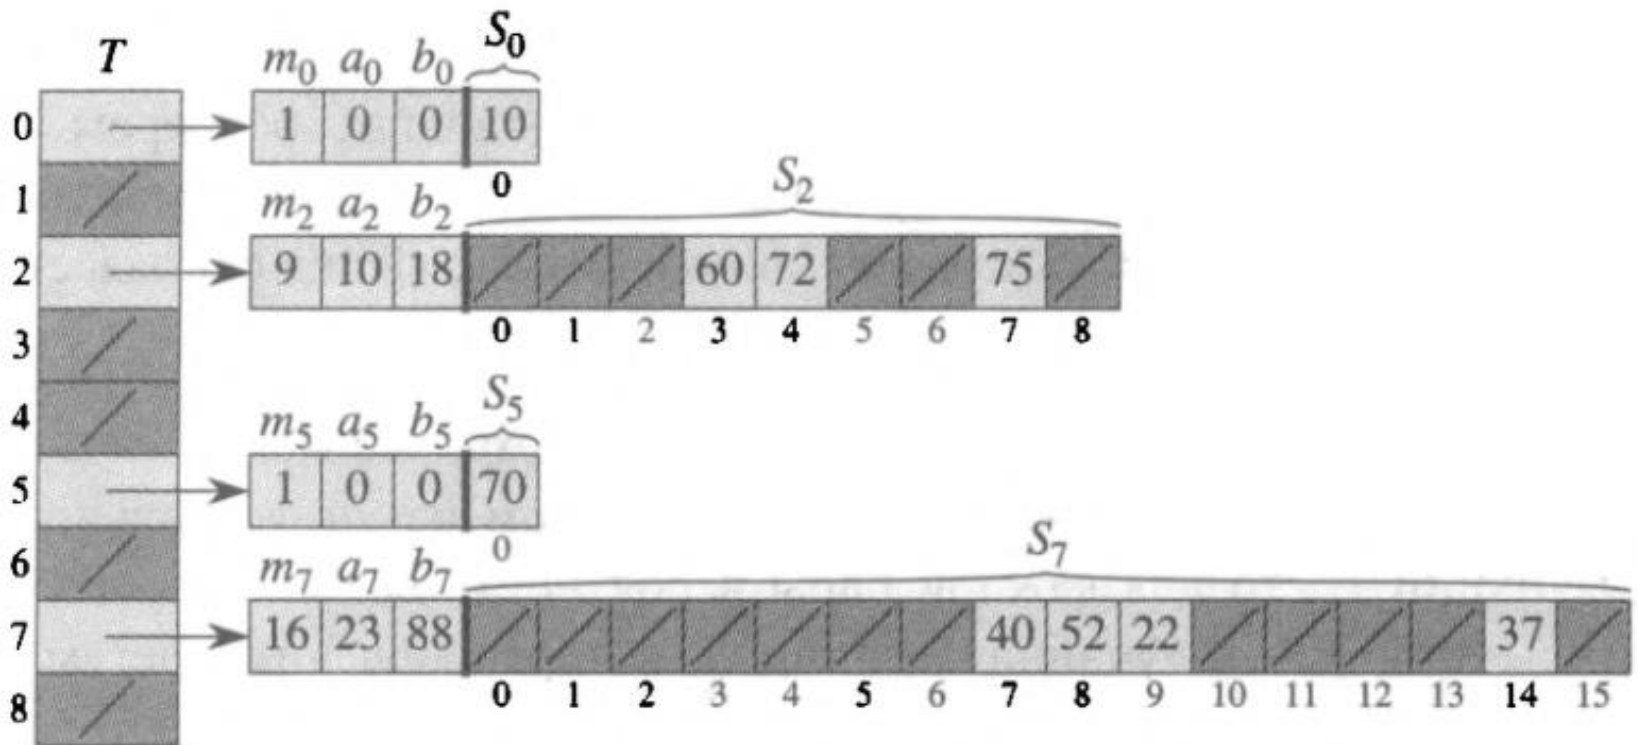 T
m0 a0 b0 S0
0 1 0 0 10
0
1
m2 a2 b2 S2
2 9 10 18 60 72 75
0 1 2 3 4 5 6 7 8
3
4
m5 a5 b5 S5
5 1 0 0 70
0
6
m7 a7 b7 S7
7 16 23 88 40 52 22 37
0 1 2 3 4 5 6 7 8 9 10 11 12 13 14 15
8